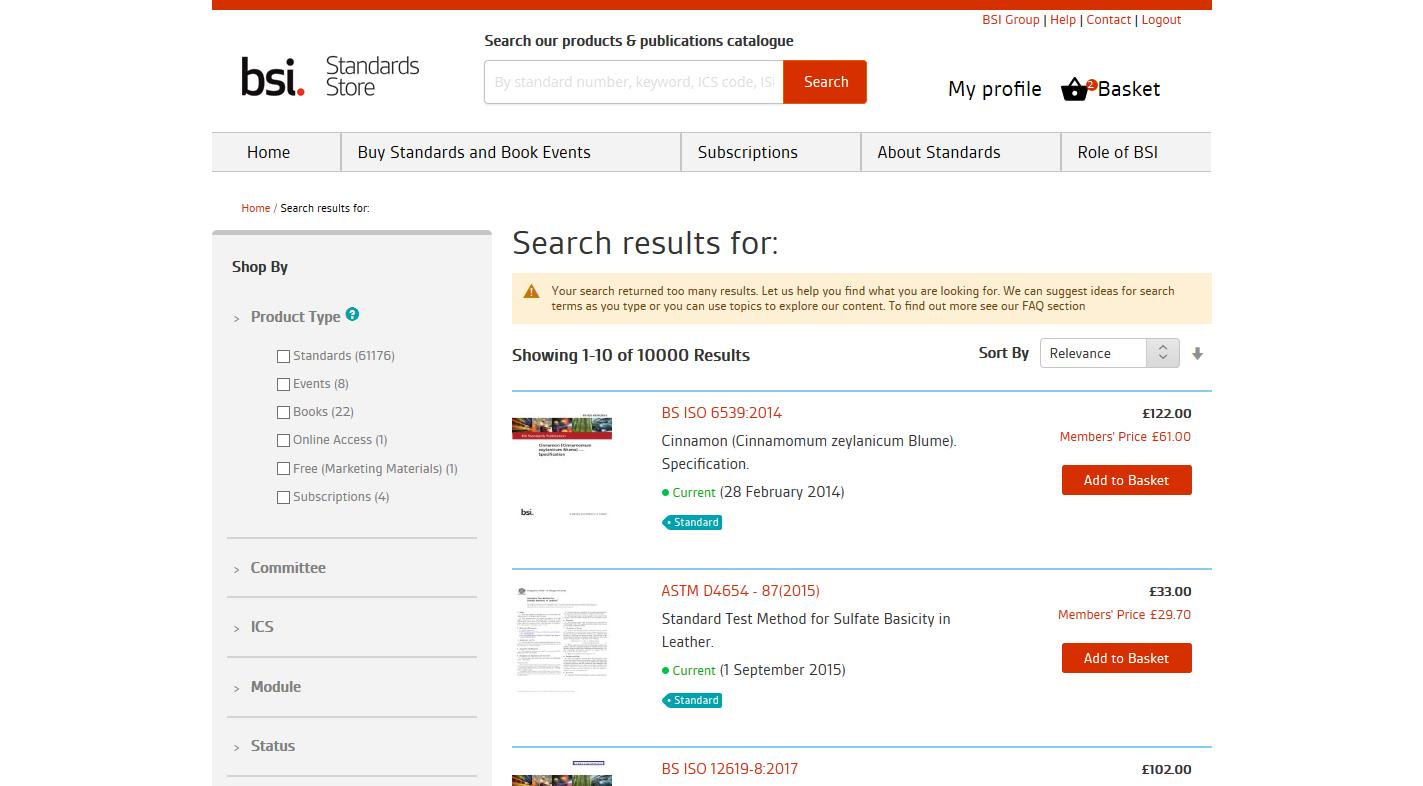 BSI Group | Help | Contact | Logout
Search our products & publications catalogue
bsi. Standards Store
By standard number, keyword, ICS code, ISI
Search
My profile
2
Basket
Home
Buy Standards and Book Events
Subscriptions
About Standards
Role of BSI
Home / Search results for:
Shop By
> Product Type ?
Standards (61176)
Events (8)
Books (22)
Online Access (1)
Free (Marketing Materials) (1)
Subscriptions (4)
> Committee
> ICS
> Module
> Status
Search results for:
Your search returned too many results. Let us help you find what you are looking for. We can suggest ideas for search
terms as you type or you can use topics to explore our content. To find out more see our FAQ section
Showing 1-10 of 10000 Results
Sort By Relevance
BS ISO 6539:2014
£122.00
Cinnamon (Cinnamomum zeylanicum Blume).
Specification.
Members' Price £61.00
Add to Basket
Current (28 February 2014)
Standard
Cinnamon (Cinnamomum
zeylanicum Blume) —
Specification
bsi.
ASTM D4654 - 87(2015)
£33.00
Standard Test Method for Sulfate Basicity in
Leather.
Members' Price £29.70
Add to Basket
Current (1 September 2015)
Standard
BS ISO 12619-8:2017
£102.00